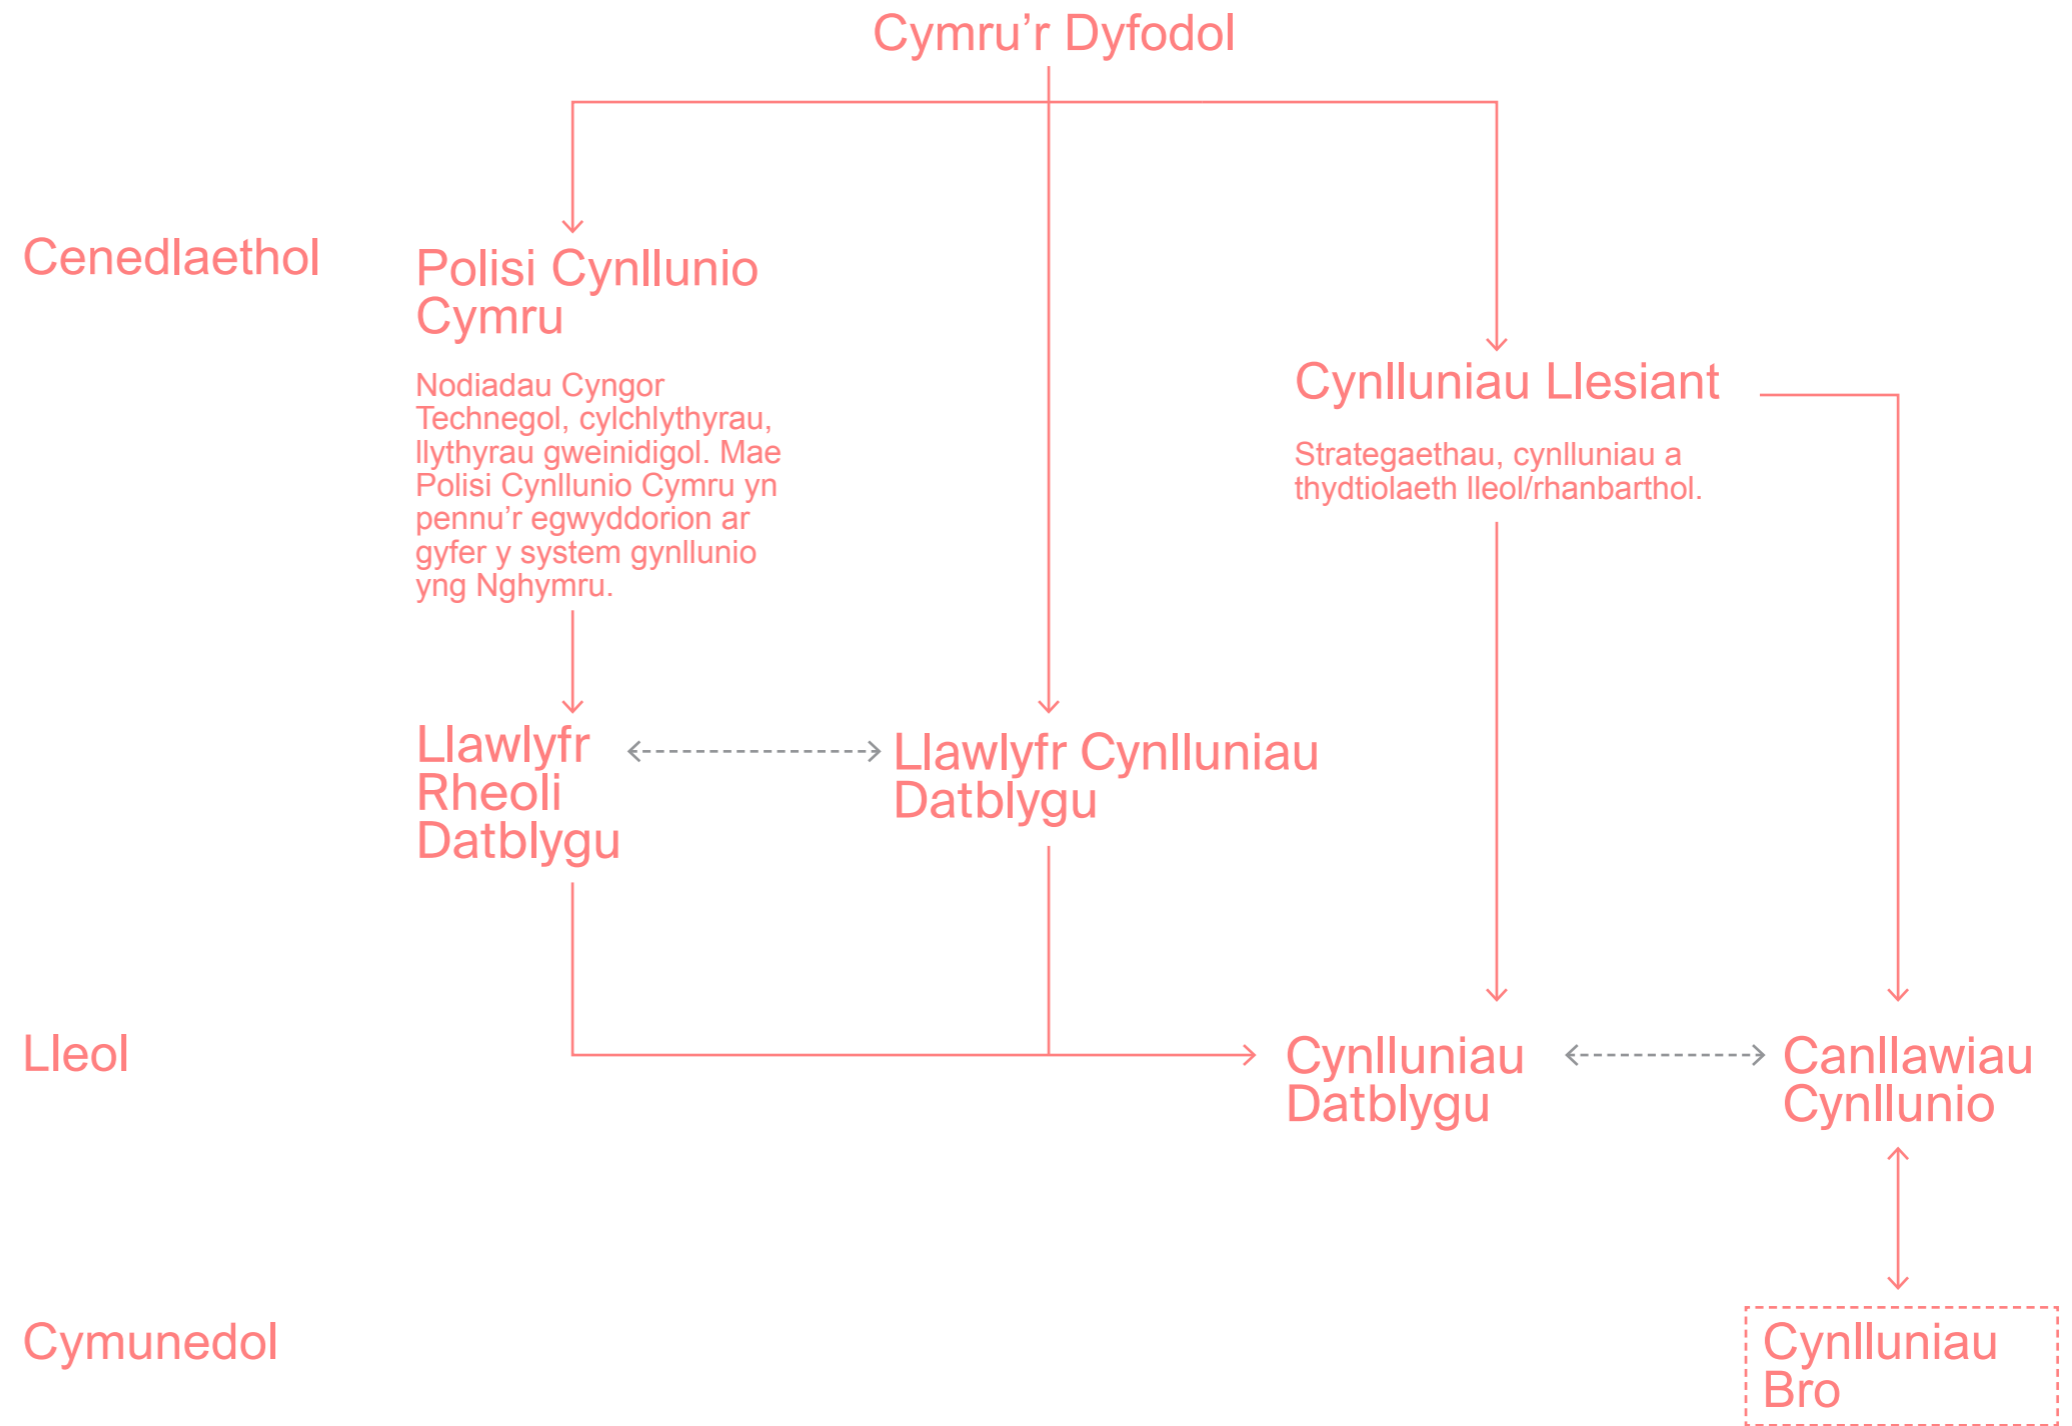 Cymru’r Dyfodol
Cenedlaethol
Polisi Cynllunio
Cymru
Nodiadau Cyngor
Technegol, cylchlythyrau,
llythyrau gweinidigol. Mae
Polisi Cynllunio Cymru yn
pennu’r egwyddorion ar
gyfer y system gynllunio
yng Nghymru.
Cynlluniau Llesiant
Strategaethau, cynlluniau a
thydtiolaeth lleol/rhanbarthol.
Llawlyfr
Rheoli
Datblygu
Llawlyfr Cynlluniau
Datblygu
Lleol
Cynlluniau
Datblygu
Canllawiau
Cynllunio
Cymunedol
Cynlluniau
Bro